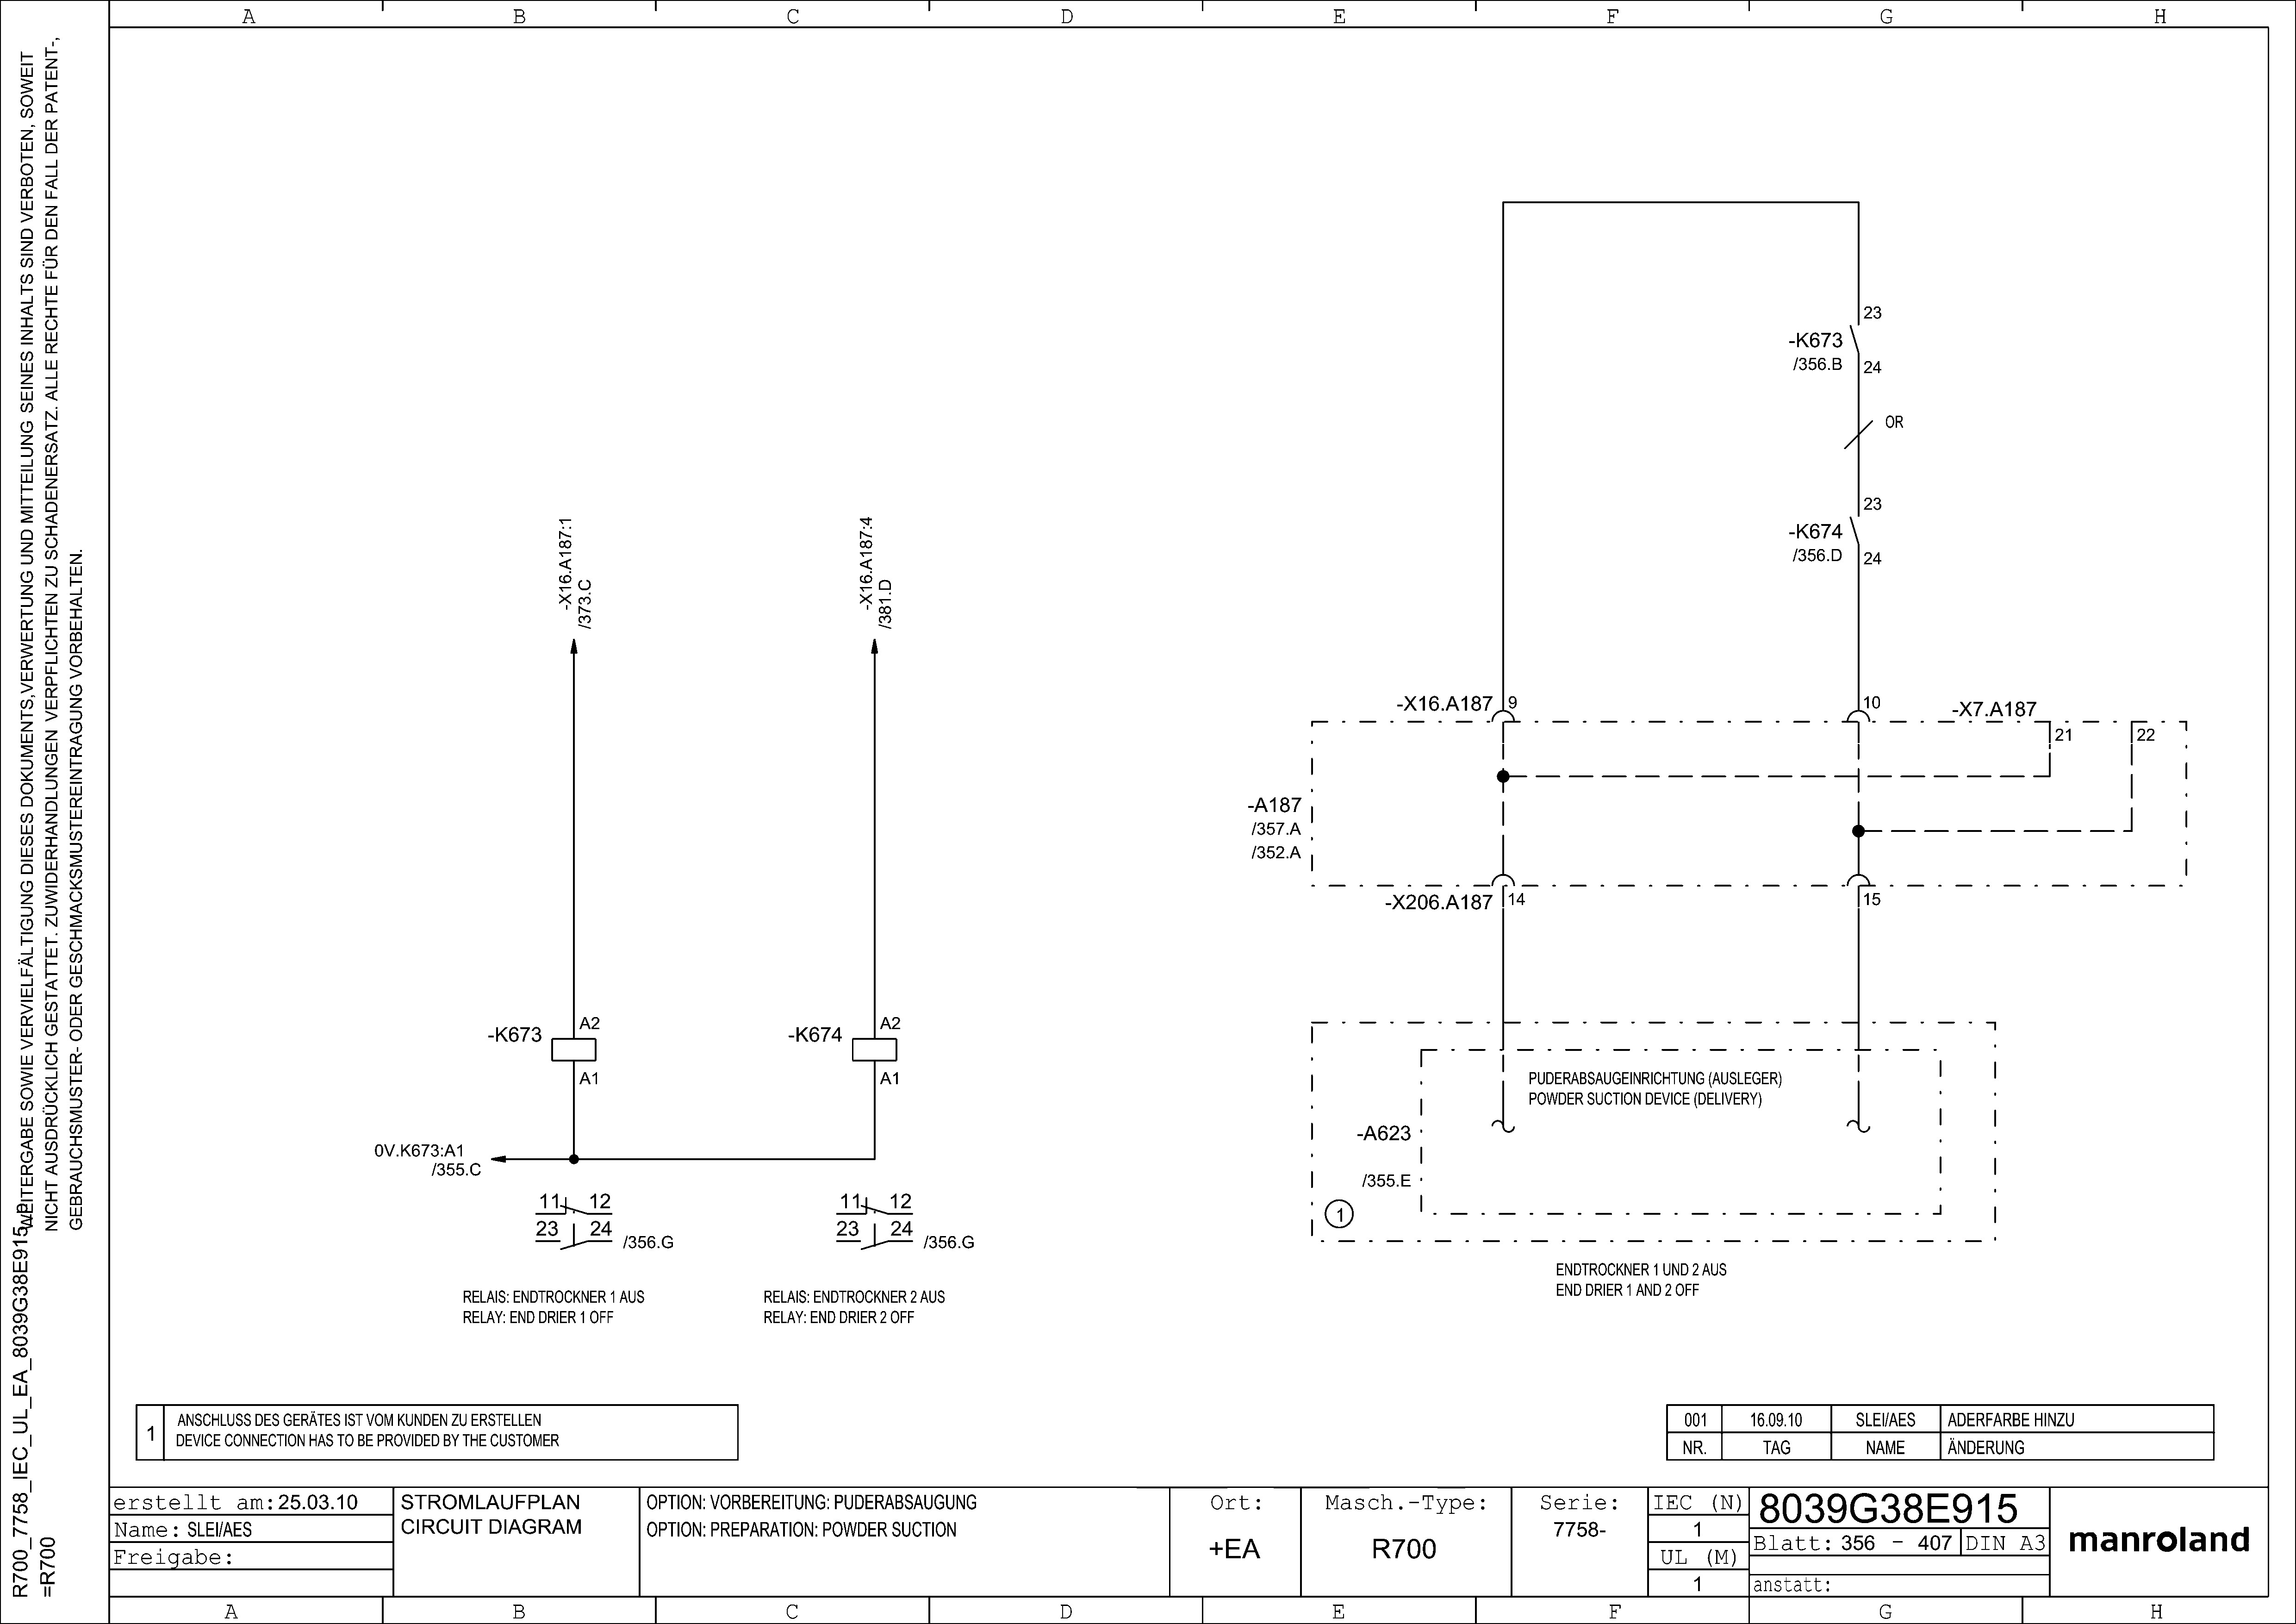 A B C D E F G H
WEITERGABE SOWIE VERVIELFÄLTIGUNG DIESES DOKUMENTS,VERWERTUNG UND MITTEILUNG SEINES INHALTS SIND VERBOTEN, SOWEIT
NICHT AUSDRÜCKLICH GESTATTET. ZUWIDERHANDLUNGEN VERPFLICHTEN ZU SCHADENERSATZ. ALLE RECHTE FÜR DEN FALL DER PATENT-,
GEBRAUCHSMUSTER- ODER GESCHMACKSMUSTEREINTRAGUNG VORBEHALTEN.
R700_7758_IEC_UL_EA_8039G38E915_p
=R700
-X16.A187:1
/373.C
-K673
A2
A1
0V.K673:A1
/355.C
11 12
23 24
/356.G
RELAIS: ENDTROCKNER 1 AUS
RELAY: END DRIER 1 OFF
-X16.A187:4
/381.D
-K674
A2
A1
11 12
23 24
/356.G
RELAIS: ENDTROCKNER 2 AUS
RELAY: END DRIER 2 OFF
23
-K673
/356.B
24
OR
23
-K674
/356.D
24
-X16.A187 9
10
-X7.A187
21
22
-A187
/357.A
/352.A
-X206.A187 14
15
PUDERABSAUGEINRICHTUNG (AUSLEGER)
POWDER SUCTION DEVICE (DELIVERY)
-A623
/355.E
1
ENDTROCKNER 1 UND 2 AUS
END DRIER 1 AND 2 OFF
1
ANSCHLUSS DES GERÄTES IST VOM KUNDEN ZU ERSTELLEN
DEVICE CONNECTION HAS TO BE PROVIDED BY THE CUSTOMER
001 16.09.10 SLEI/AES ADERFARBE HINZU
NR. TAG NAME ÄNDERUNG
erstellt am: 25.03.10
Name: SLEI/AES
Freigabe:
STROMLAUFPLAN
CIRCUIT DIAGRAM
OPTION: VORBEREITUNG: PUDERABSAUGUNG
OPTION: PREPARATION: POWDER SUCTION
Ort:
+EA
Masch.-Type:
R700
Serie:
7758-
IEC (N)
1
UL (M)
1
8039G38E915
Blatt: 356 - 407 DIN A3
anstatt:
manroland
A B C D E F G H